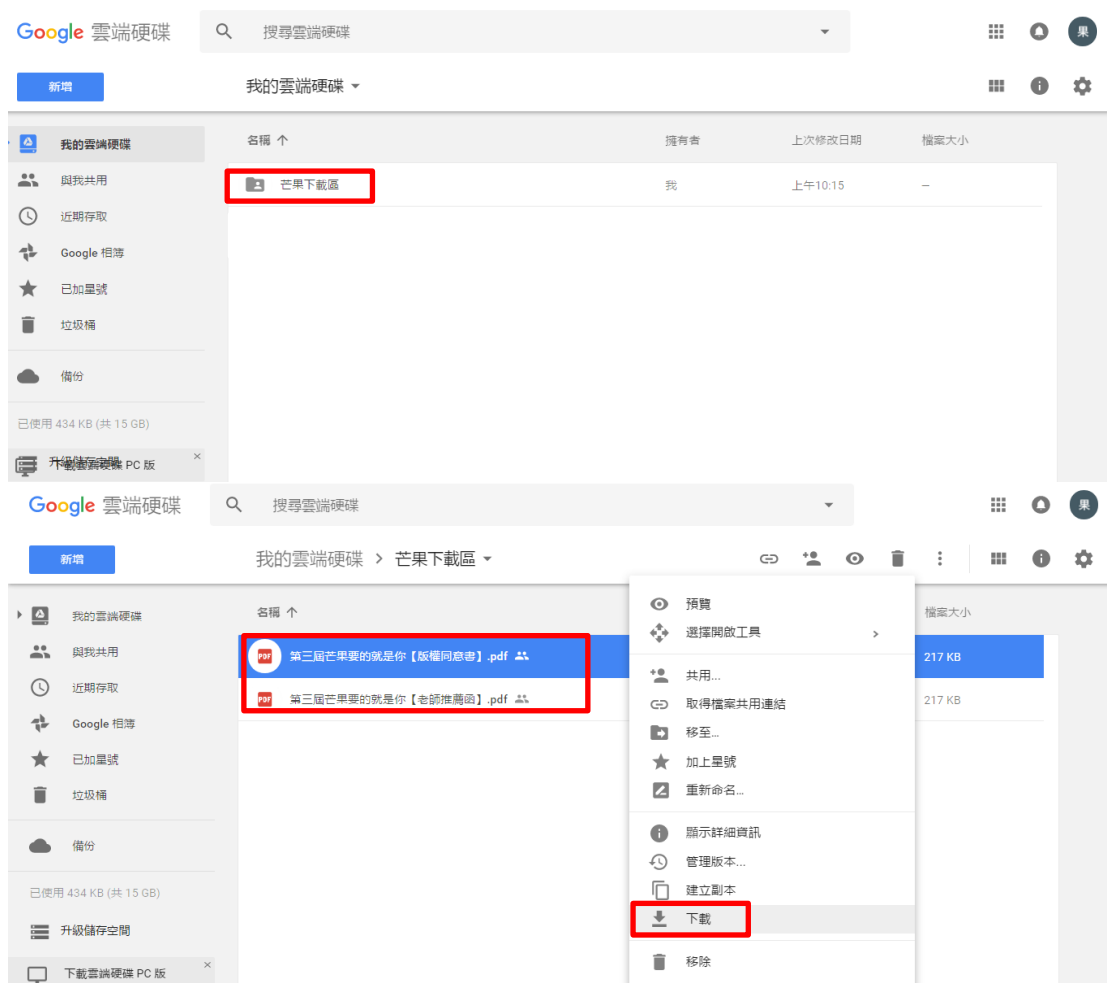 Google 雲端硬碟
搜尋雲端硬碟
果
新增
我的雲端硬碟
我的雲端硬碟
名稱 擁有者 上次修改日期 檔案大小
芒果下載區 我 上午10:15 –
與我共用
近期存取
Google 相簿
已加星號
垃圾桶
備份
已使用 434 KB (共 15 GB)
下載雲端硬碟 PC 版
Google 雲端硬碟
搜尋雲端硬碟
果
新增
我的雲端硬碟 > 芒果下載區
我的雲端硬碟
與我共用
近期存取
Google 相簿
已加星號
垃圾桶
備份
已使用 434 KB (共 15 GB)
升級儲存空間
下載雲端硬碟 PC 版
名稱 檔案大小
第三屆芒果要的就是你【版權同意書】.pdf 217 KB
第三屆芒果要的就是你【老師推薦函】.pdf 217 KB
預覽
選擇開啟工具
共用...
取得檔案共用連結
移至...
加上星號
重新命名...
顯示詳細資訊
管理版本...
建立副本
下載
移除